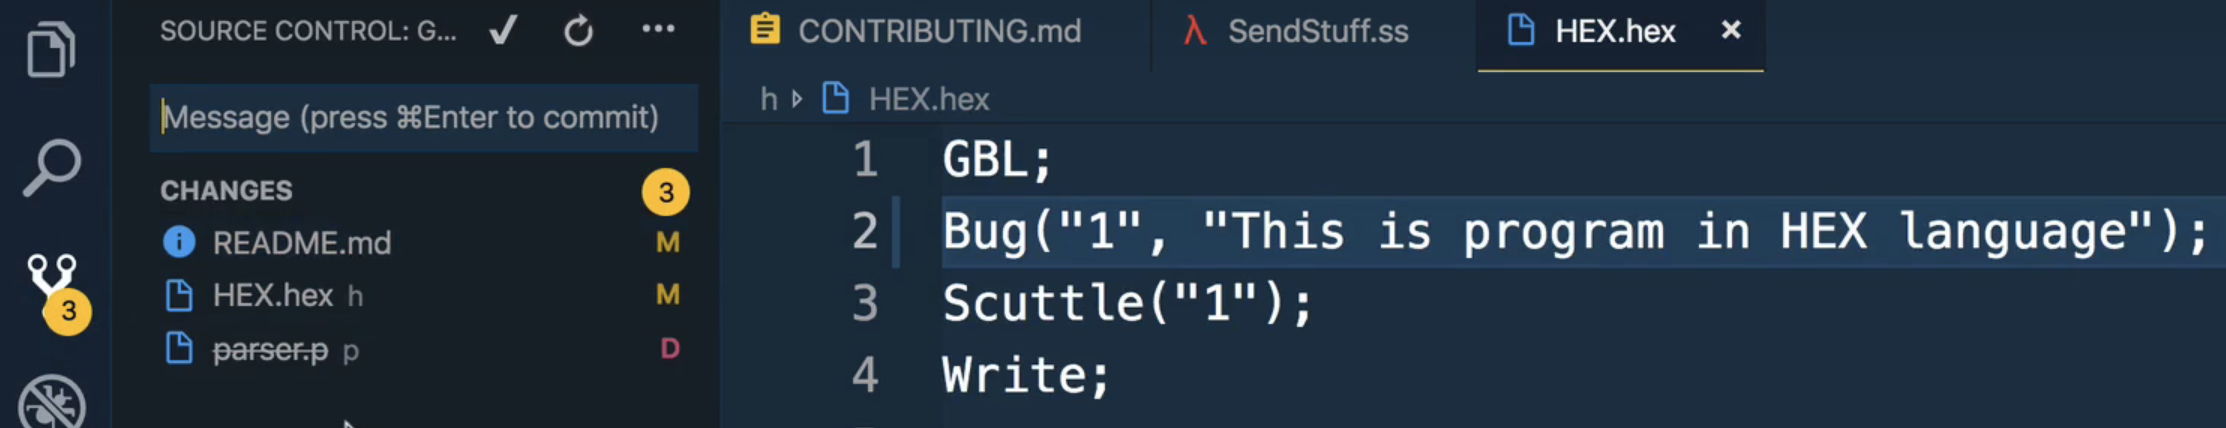 SOURCE CONTROL: G...
Message (press ⌘Enter to commit)
CHANGES 3
README.md M
HEX.hex h M
parser.p p D
3
CONTRIBUTING.md
SendStuff.ss
HEX.hex
h HEX.hex
1 GBL;
2 Bug("1", "This is program in HEX language");
3 Scuttle("1");
4 Write;